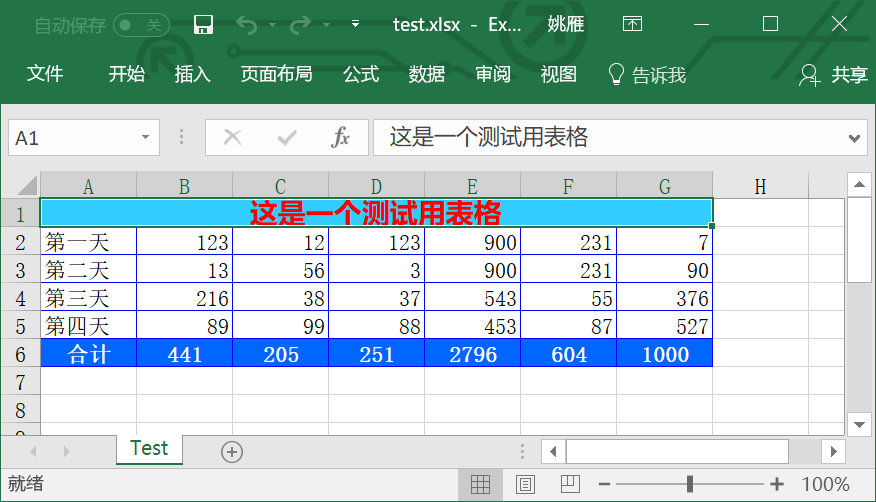 自动保存 关 test.xlsx - Ex... 姚雁
文件 开始 插入 页面布局 公式 数据 审阅 视图 告诉我 共享
A1 fx 这是一个测试用表格
A B C D E F G H
1 这是一个测试用表格
2 第一天 123 12 123 900 231 7
3 第二天 13 56 3 900 231 90
4 第三天 216 38 37 543 55 376
5 第四天 89 99 88 453 87 527
6 合计 441 205 251 2796 604 1000
7
8
Test
就绪 100%